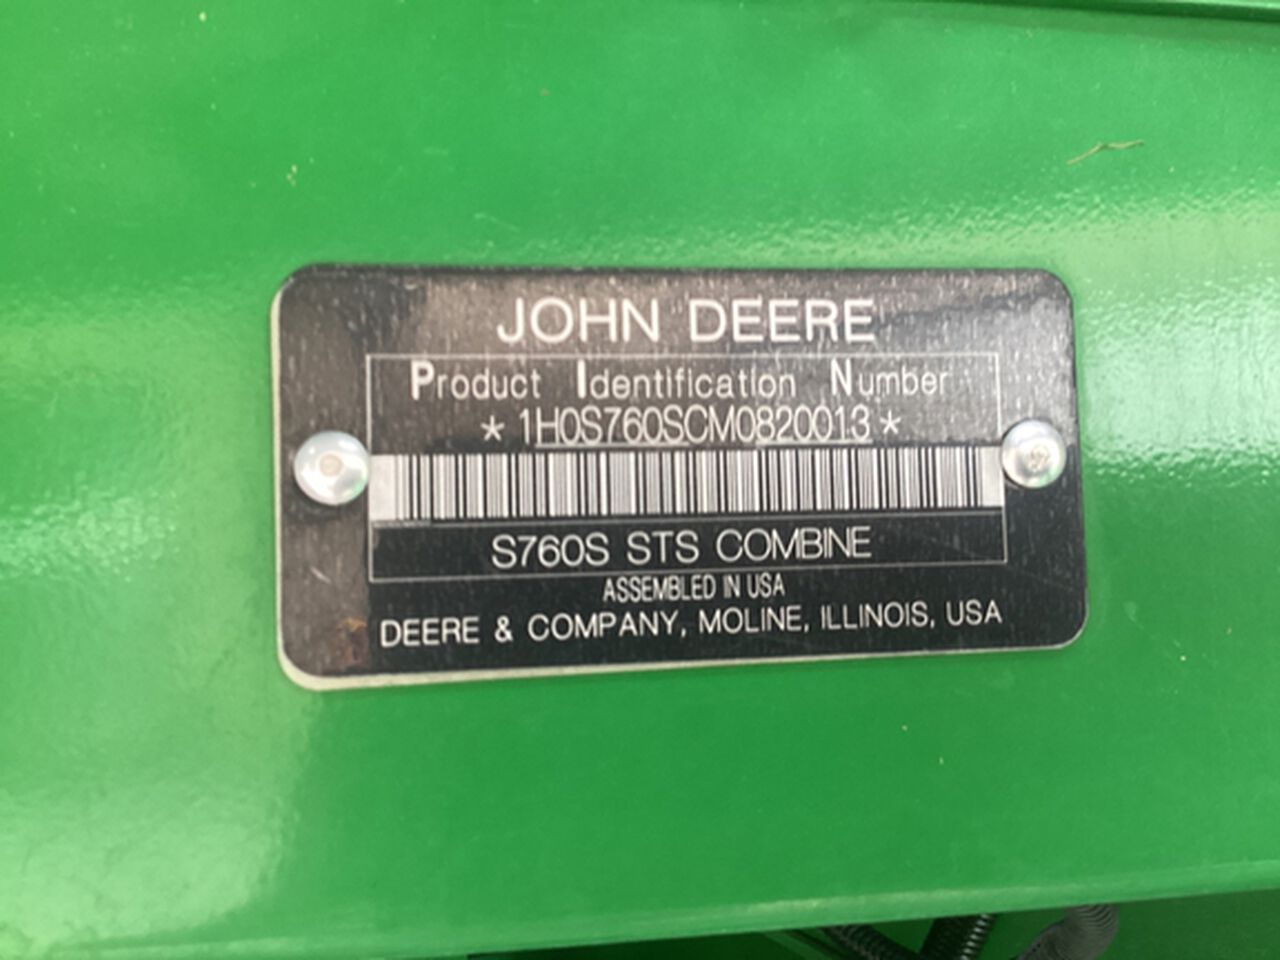 JOHN DEERE
Product Identification Number
*1H0S760SCM0820013*
S760S STS COMBINE
ASSEMBLED IN USA
DEERE & COMPANY, MOLINE, ILLINOIS, USA